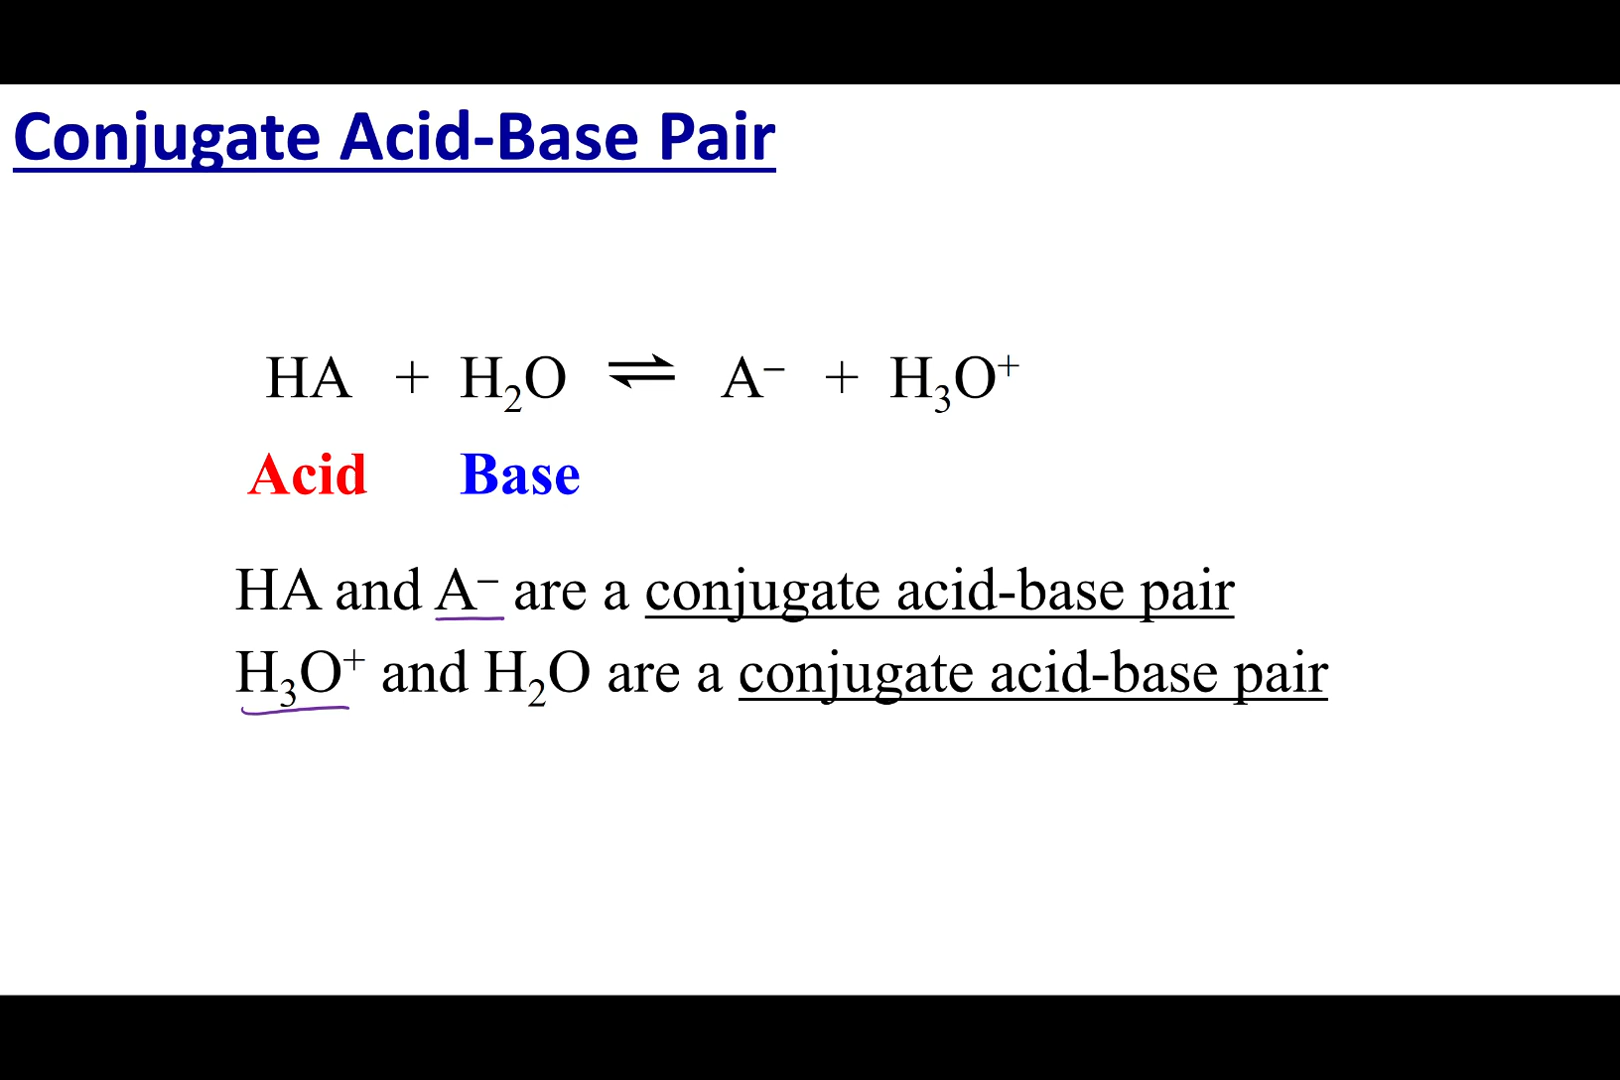 Conjugate Acid-Base Pair
HA + H₂O ⇌ A⁻ + H₃O⁺
Acid Base
HA and A⁻ are a conjugate acid-base pair
H₃O⁺ and H₂O are a conjugate acid-base pair